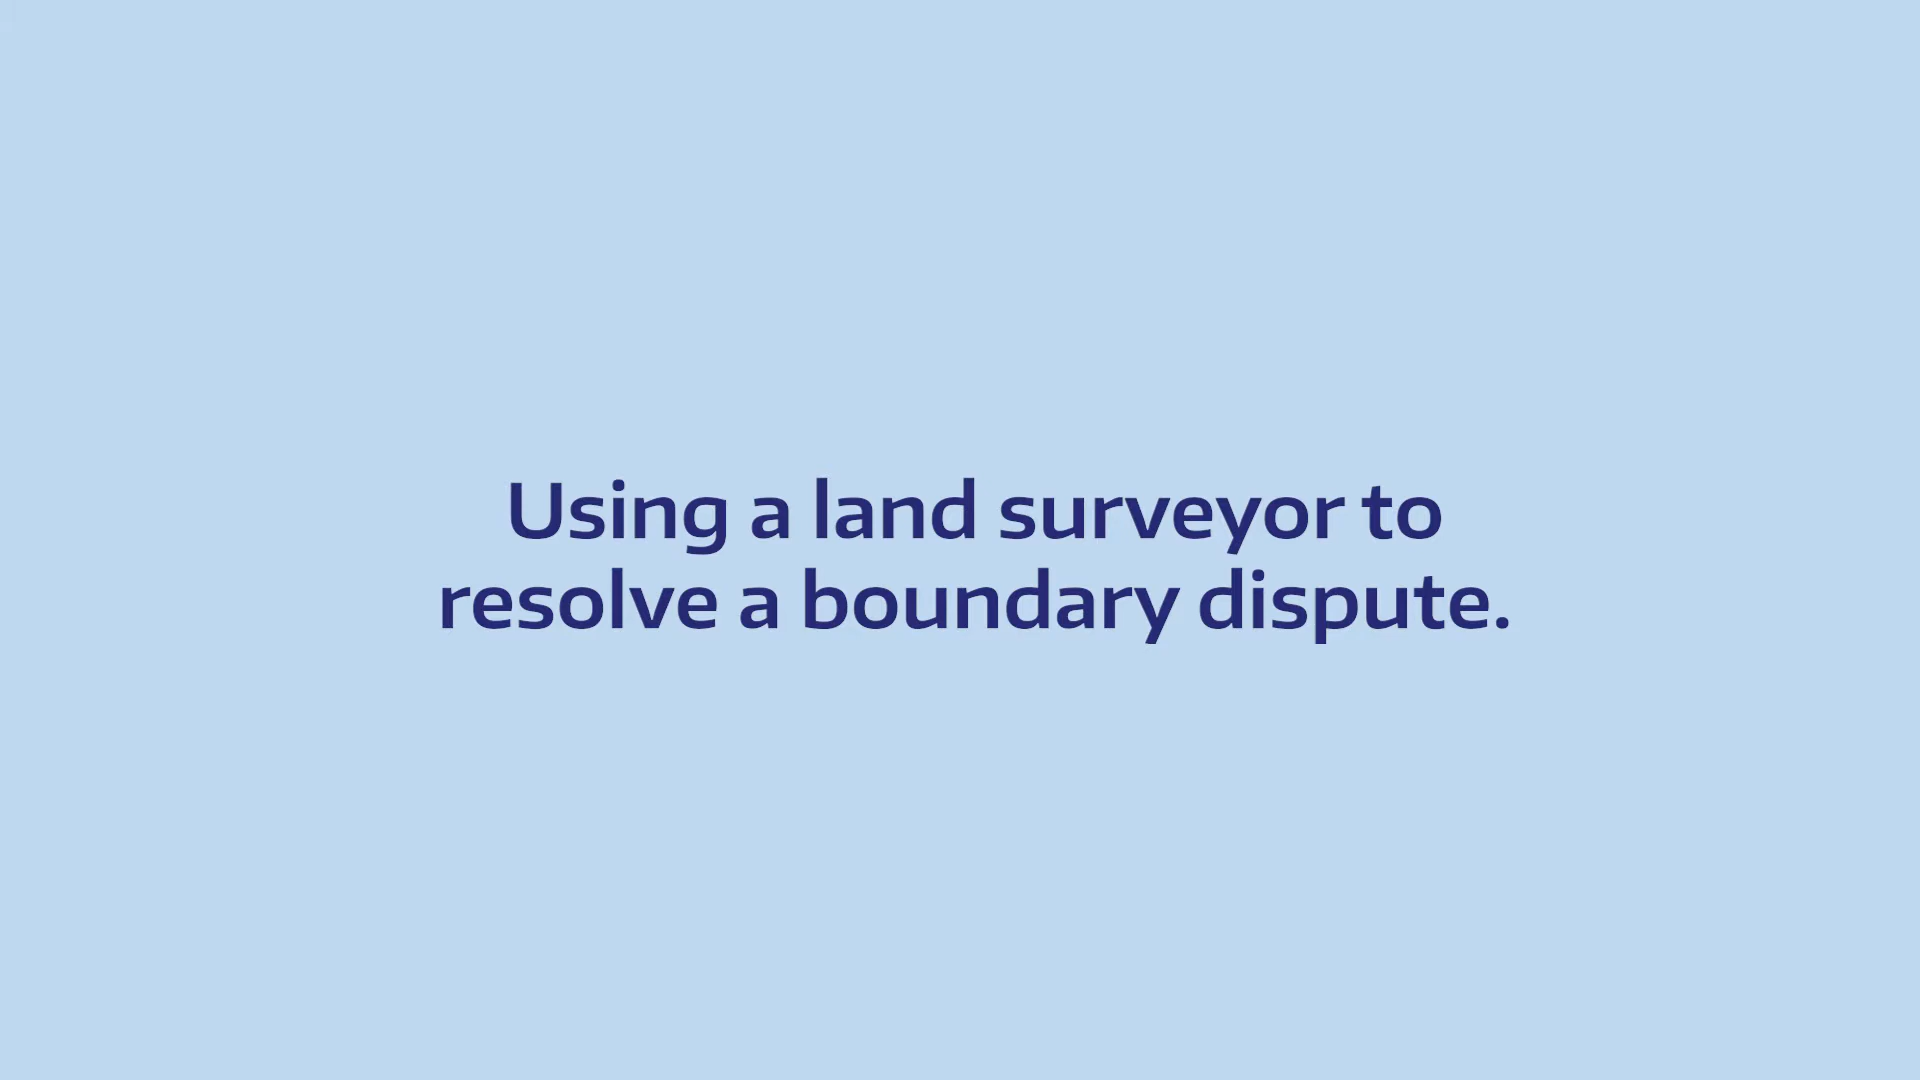 Using a land surveyor to
resolve a boundary dispute.